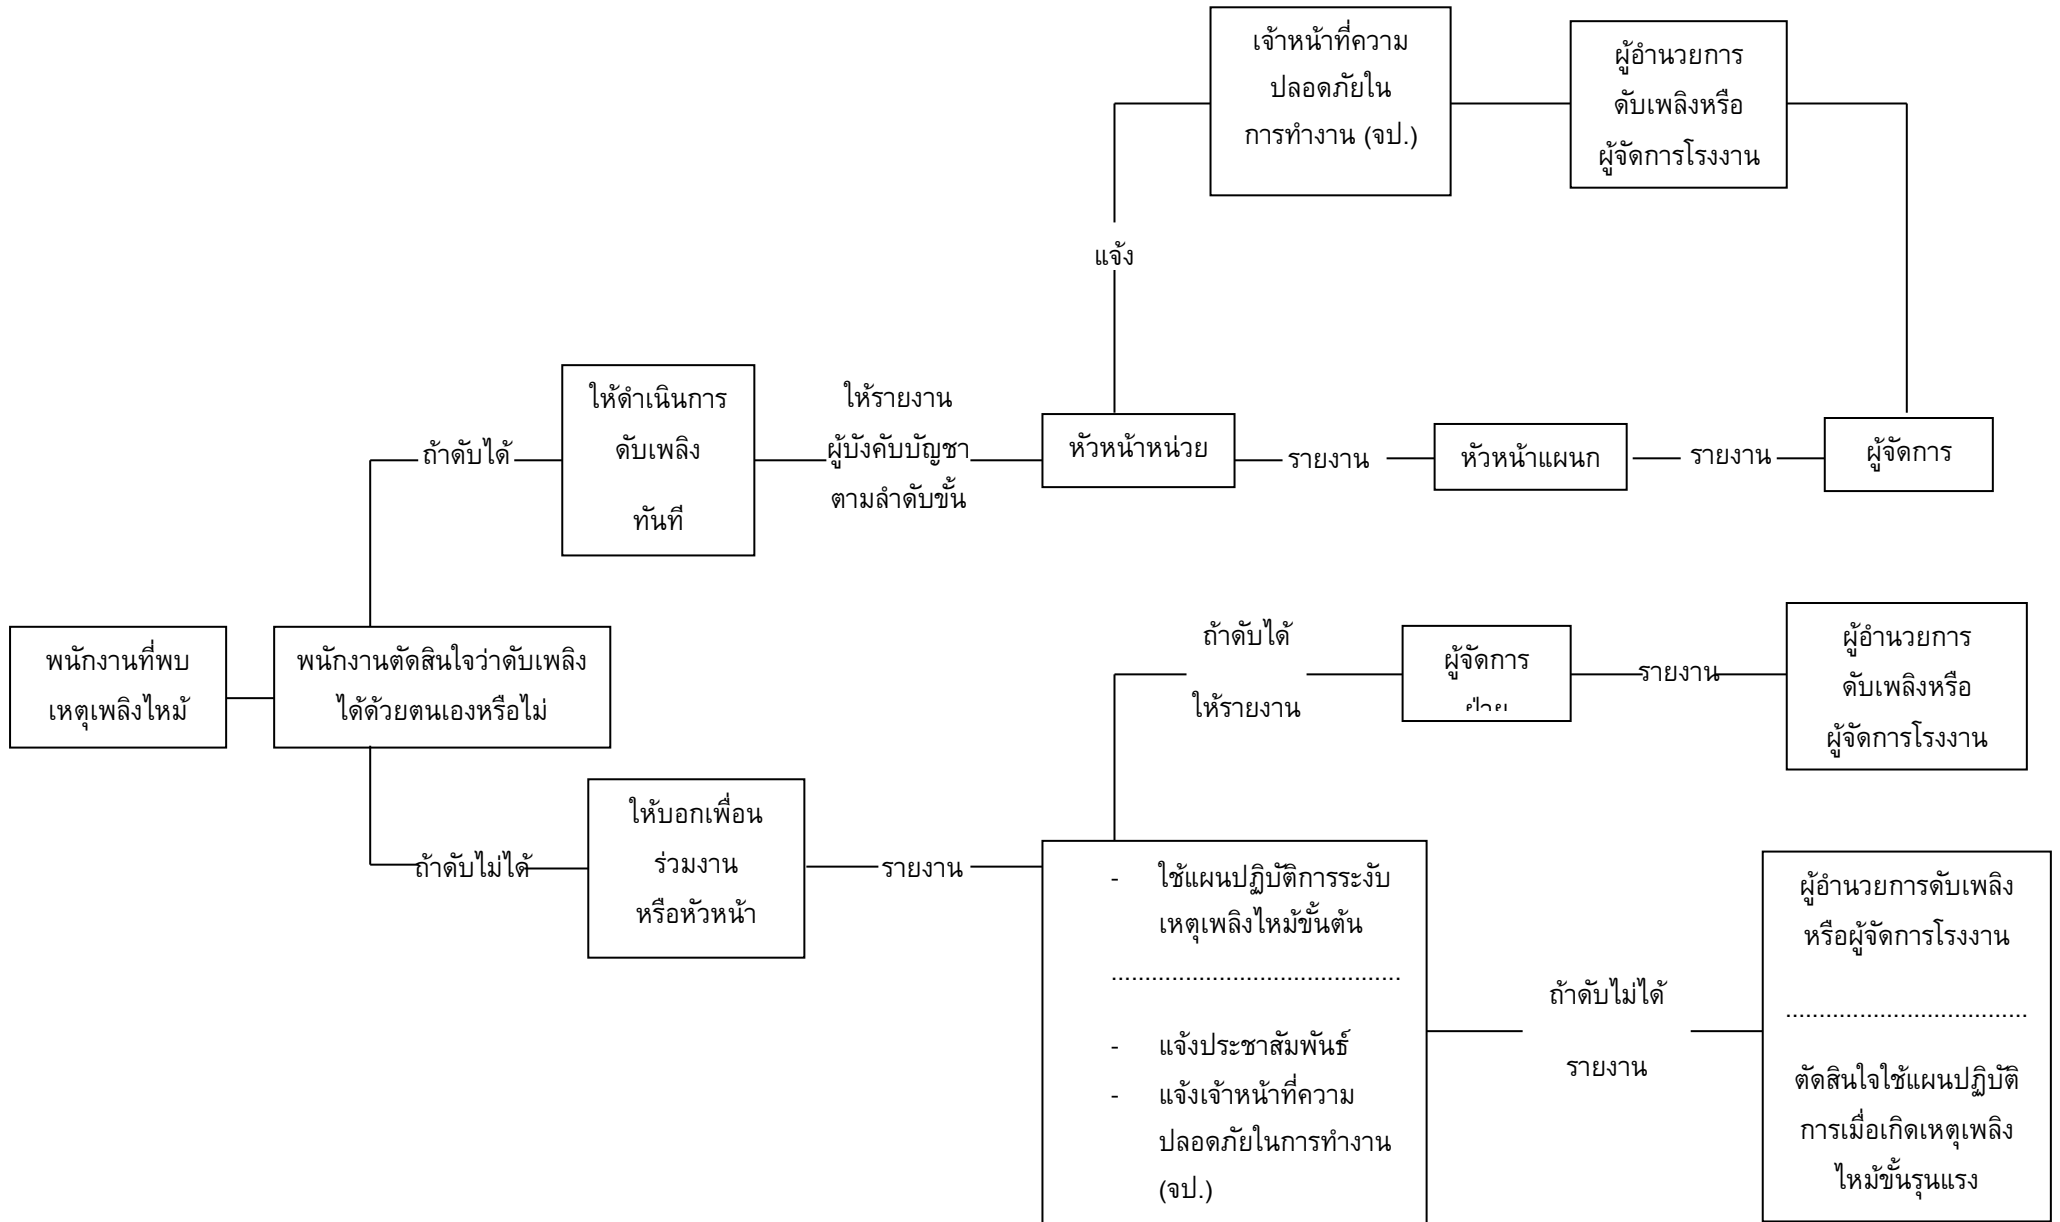 เจ้าหน้าที่ความ
ปลอดภัยใน
การทำงาน (จป.)
ผู้อำนวยการ
ดับเพลิงหรือ
ผู้จัดการโรงงาน
แจ้ง
ให้ดำเนินการ
ดับเพลิง
ทันที
ถ้าดับได้
ให้รายงาน
ผู้บังคับบัญชา
ตามลำดับขั้น
หัวหน้าหน่วย
รายงาน
หัวหน้าแผนก
รายงาน
ผู้จัดการ
พนักงานที่พบ
เหตุเพลิงไหม้
พนักงานตัดสินใจว่าดับเพลิง
ได้ด้วยตนเองหรือไม่
ถ้าดับได้
ให้รายงาน
ผู้จัดการ
ฝ่าย
รายงาน
ผู้อำนวยการ
ดับเพลิงหรือ
ผู้จัดการโรงงาน
ถ้าดับไม่ได้
ให้บอกเพื่อน
ร่วมงาน
หรือหัวหน้า
รายงาน
- ใช้แผนปฏิบัติการระงับ
เหตุเพลิงไหม้ขั้นต้น
...........................................
- แจ้งประชาสัมพันธ์
- แจ้งเจ้าหน้าที่ความ
ปลอดภัยในการทำงาน
(จป.)
ถ้าดับไม่ได้
รายงาน
ผู้อำนวยการดับเพลิง
หรือผู้จัดการโรงงาน
....................................
ตัดสินใจใช้แผนปฏิบัติ
การเมื่อเกิดเหตุเพลิง
ไหม้ขั้นรุนแรง